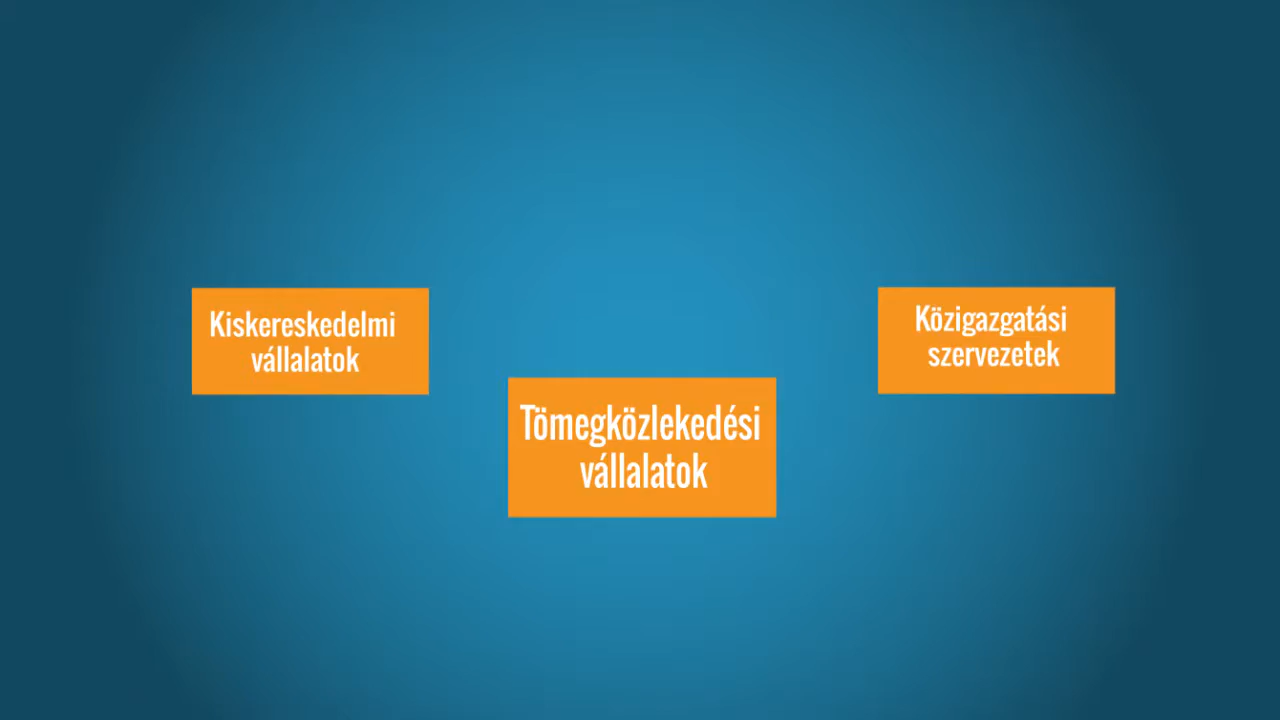 Kiskereskedelmi
vállalatok
Tömegközlekedési
vállalatok
Közigazgatási
szervezetek